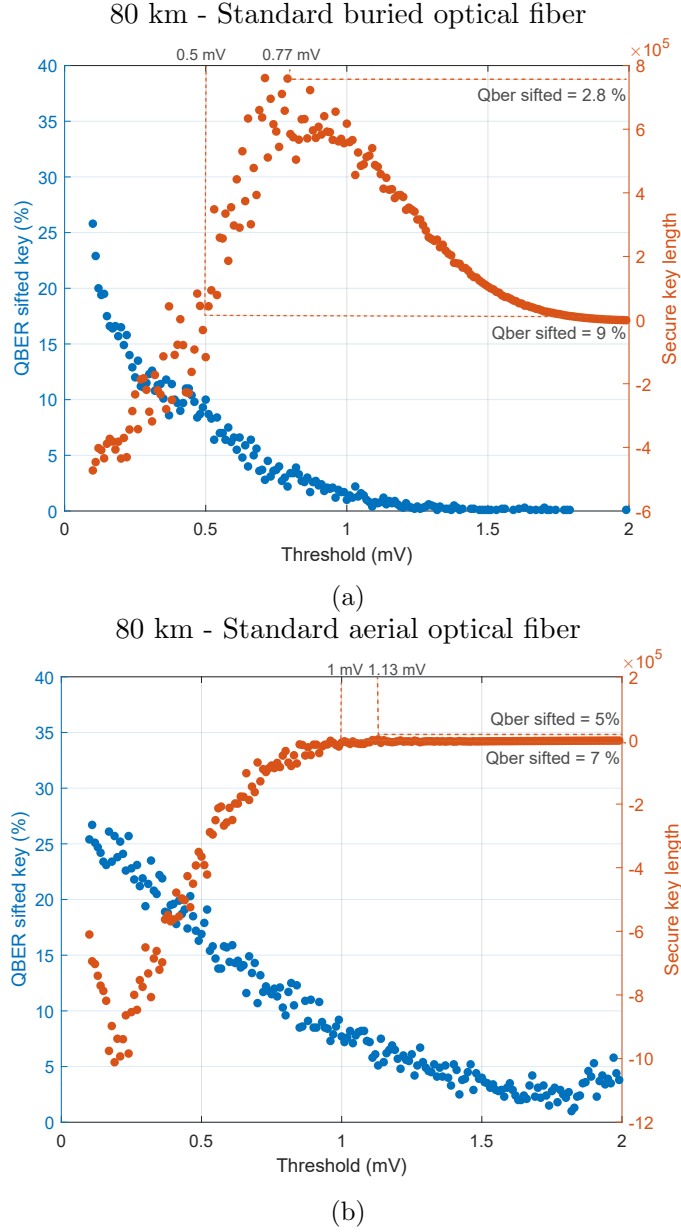 80 km - Standard buried optical fiber
0.5 mV 0.77 mV
×10^5
40 8
35 6
30 4
25 2
20 0
15 -2
10 -4
5 -6
0
Qber sifted = 2.8 %
Qber sifted = 9 %
QBER sifted key (%)
Secure key length
0 0.5 1 1.5 2
Threshold (mV)
(a)
80 km - Standard aerial optical fiber
1 mV 1.13 mV
×10^5
40 2
35 0
30 -2
25 -4
20 -6
15 -8
10 -10
5 -12
0
Qber sifted = 5%
Qber sifted = 7 %
QBER sifted key (%)
Secure key length
0 0.5 1 1.5 2
Threshold (mV)
(b)